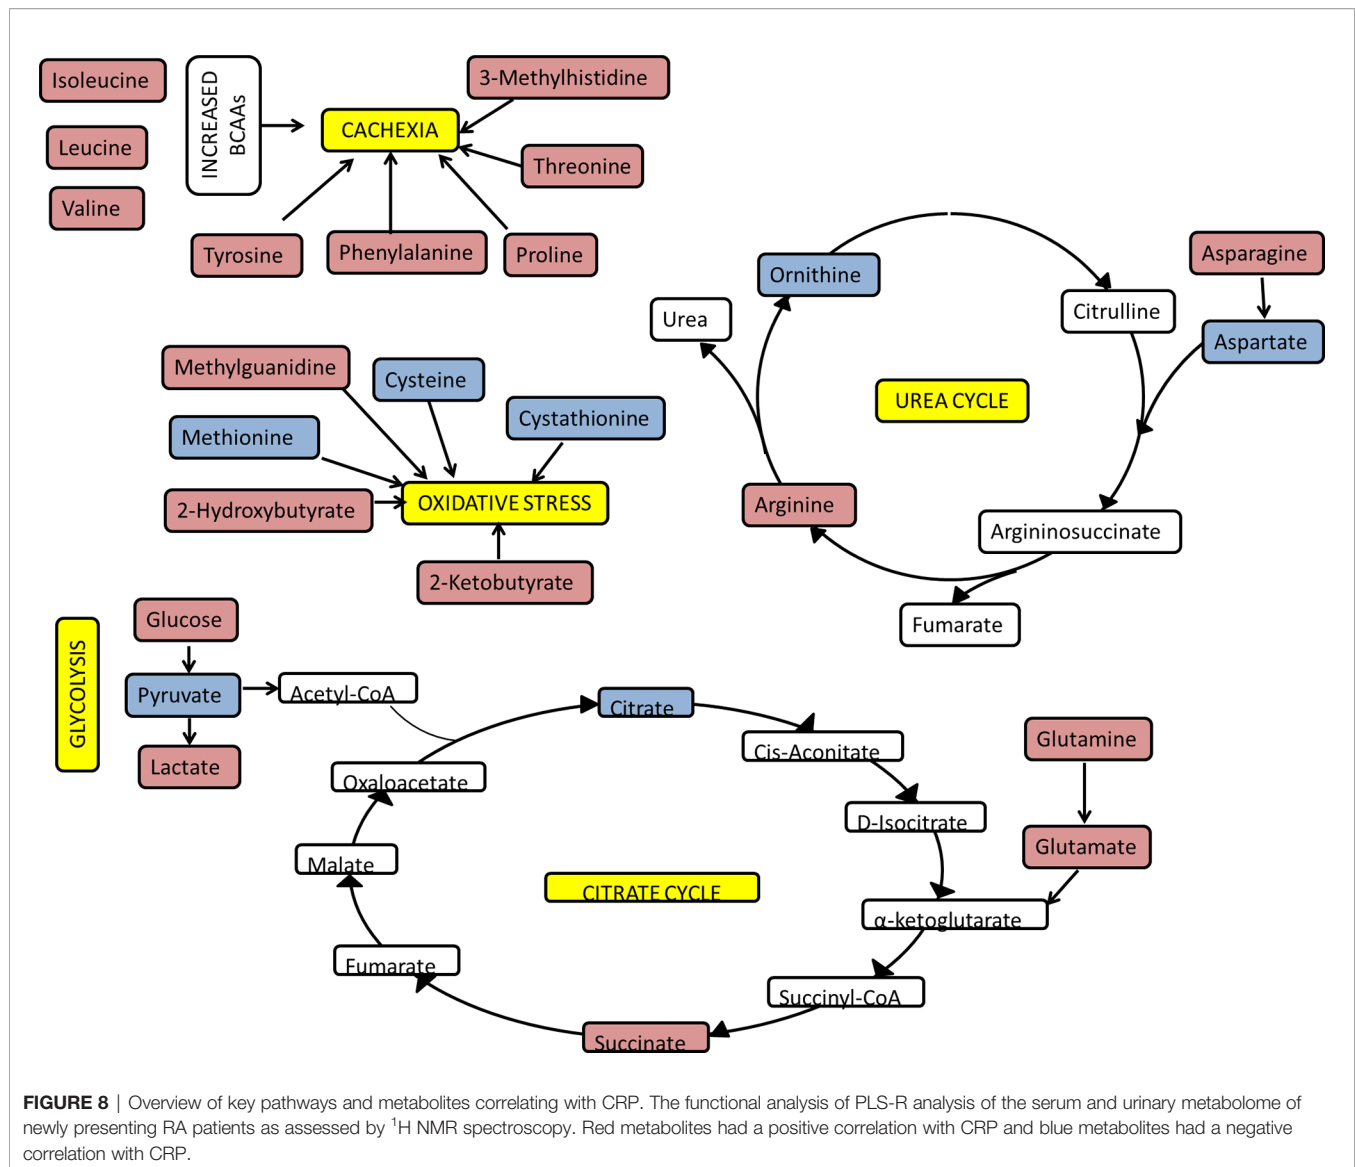 Isoleucine
Leucine
Valine
INCREASED
BCAAs
CACHEXIA
3-Methylhistidine
Threonine
Tyrosine
Phenylalanine
Proline
Urea
Ornithine
Citrulline
Asparagine
Aspartate
UREA CYCLE
Arginine
Argininosuccinate
Fumarate
Methylguanidine
Cysteine
Methionine
Cystathionine
2-Hydroxybutyrate
OXIDATIVE STRESS
2-Ketobutyrate
GLYCOLYSIS
Glucose
Pyruvate
Lactate
Acetyl-CoA
Citrate
Cis-Aconitate
Oxaloacetate
D-Isocitrate
Glutamine
Glutamate
Malate
CITRATE CYCLE
α-ketoglutarate
Fumarate
Succinyl-CoA
Succinate
FIGURE 8 | Overview of key pathways and metabolites correlating with CRP. The functional analysis of PLS-R analysis of the serum and urinary metabolome of
newly presenting RA patients as assessed by ¹H NMR spectroscopy. Red metabolites had a positive correlation with CRP and blue metabolites had a negative
correlation with CRP.